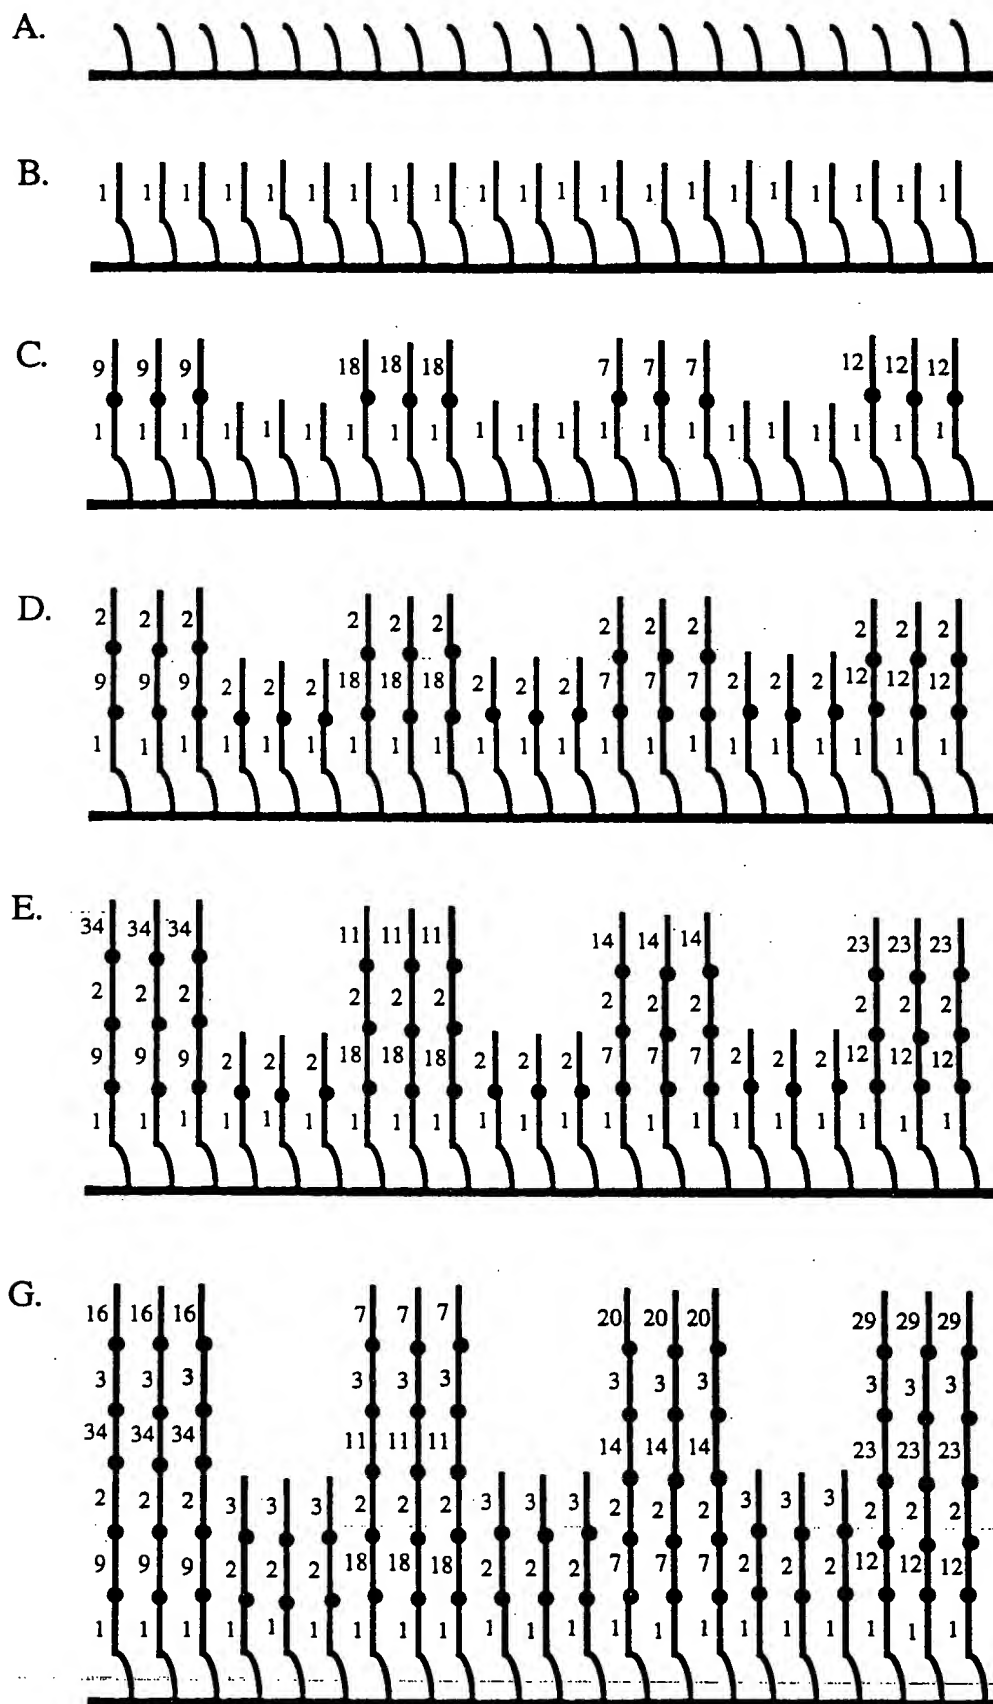 A.
B. 1 1 1 1 1 1 1 1 1 1 1 1 1 1 1 1 1 1 1 1 1
C. 9 9 9 18 18 18 7 7 7 12 12 12
1 1 1 1 1 1 1 1 1 1 1 1 1 1 1 1 1 1 1 1 1
D. 2 2 2 2 2 2 2 2 2 2 2 2
9 9 9 2 2 2 18 18 18 2 2 2 7 7 7 2 2 2 12 12 12
1 1 1 1 1 1 1 1 1 1 1 1 1 1 1 1 1 1 1 1 1
E. 34 34 34 11 11 11 14 14 14 23 23 23
2 2 2 2 2 2 2 2 2 2 2 2
9 9 9 2 2 2 18 18 18 2 2 2 7 7 7 2 2 2 12 12 12
1 1 1 1 1 1 1 1 1 1 1 1 1 1 1 1 1 1 1 1 1
G. 16 16 16 7 7 7 20 20 20 29 29 29
3 3 3 3 3 3 3 3 3 3 3 3
34 34 34 11 11 11 14 14 14 23 23 23
2 2 2 3 3 3 2 2 2 3 3 3 2 2 2 3 3 3 2 2 2
9 9 9 2 2 2 18 18 18 2 2 2 7 7 7 2 2 2 12 12 12
1 1 1 1 1 1 1 1 1 1 1 1 1 1 1 1 1 1 1 1 1